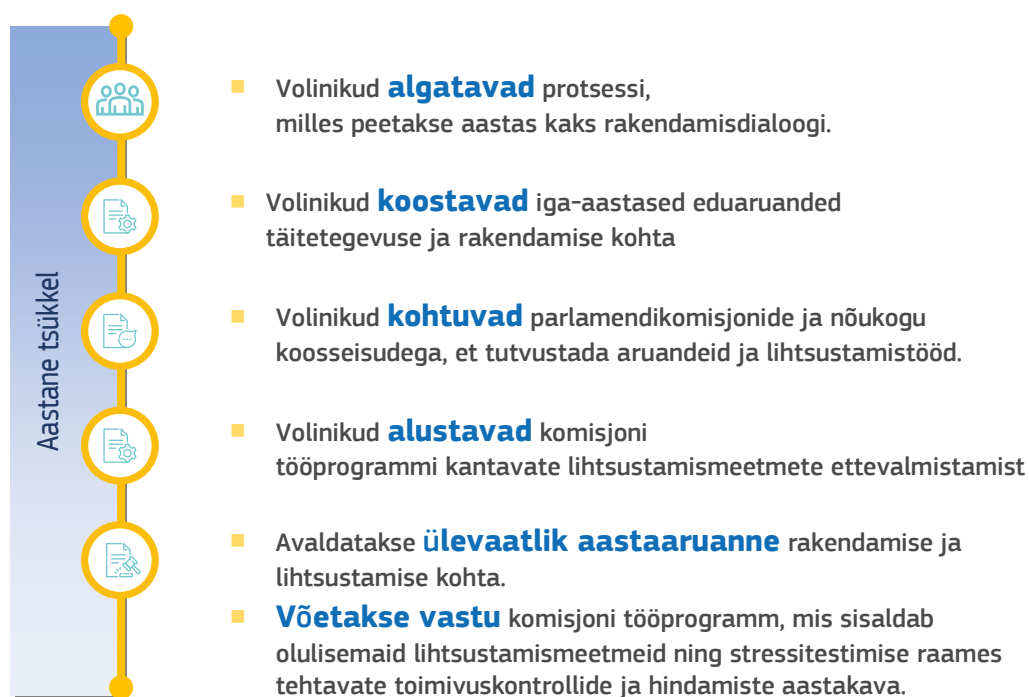 Aastane tsükkel
Volinikud algatavad protsessi,
milles peetakse aastas kaks rakendamisdialoogi.
Volinikud koostavad iga-aastased eduaruanded
täitetegevuse ja rakendamise kohta
Volinikud kohtuvad parlamendikomisjonide ja nõukogu
koosseisudega, et tutvustada aruandeid ja lihtsustamistööd.
Volinikud alustavad komisjoni
tööprogrammi kantavate lihtsustamismeetmete ettevalmistamist
Avaldatakse ülevaatlik aastaaruanne rakendamise ja
lihtsustamise kohta.
Võetakse vastu komisjoni tööprogramm, mis sisaldab
olulisemaid lihtsustamismeetmeid ning stressitestimise raames
tehtavate toimivuskontrollide ja hindamiste aastakava.